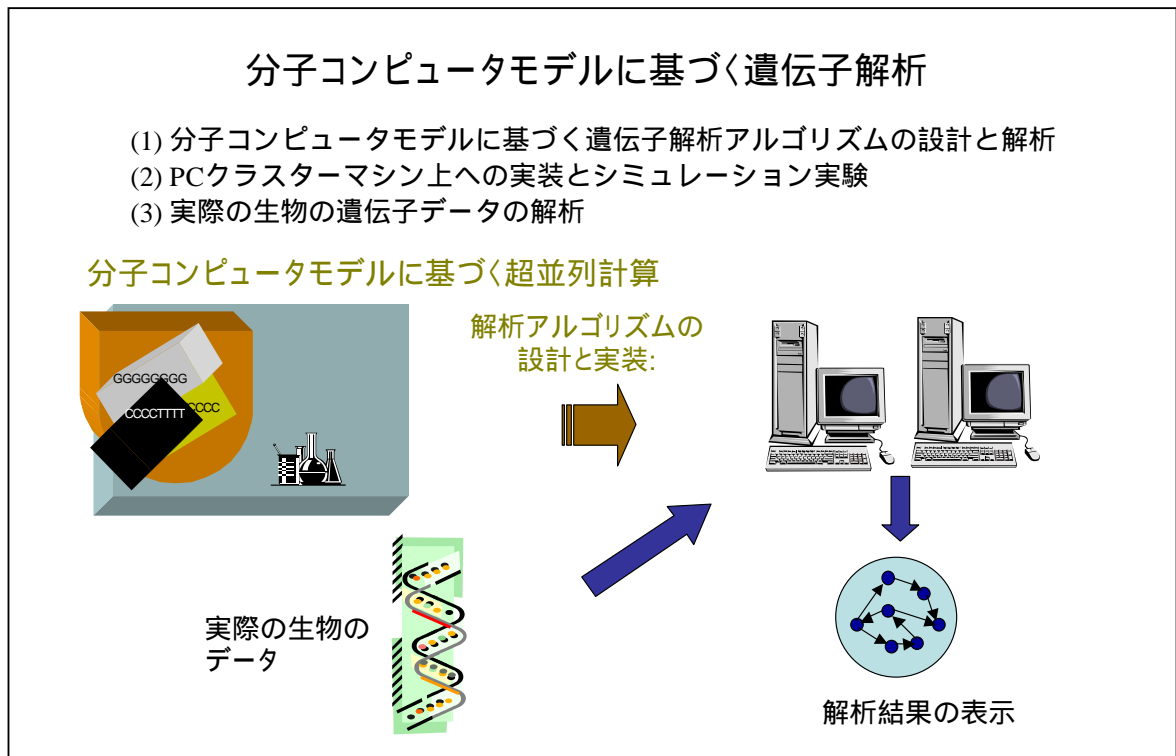 分子コンピュータモデルに基づく遺伝子解析
(1) 分子コンピュータモデルに基づく遺伝子解析アルゴリズムの設計と解析
(2) PCクラスターマシン上への実装とシミュレーション実験
(3) 実際の生物の遺伝子データの解析
分子コンピュータモデルに基づく超並列計算
解析アルゴリズムの
設計と実装:
GGGGGGGG
CCCCTTTT
CCCC
実際の生物の
データ
解析結果の表示